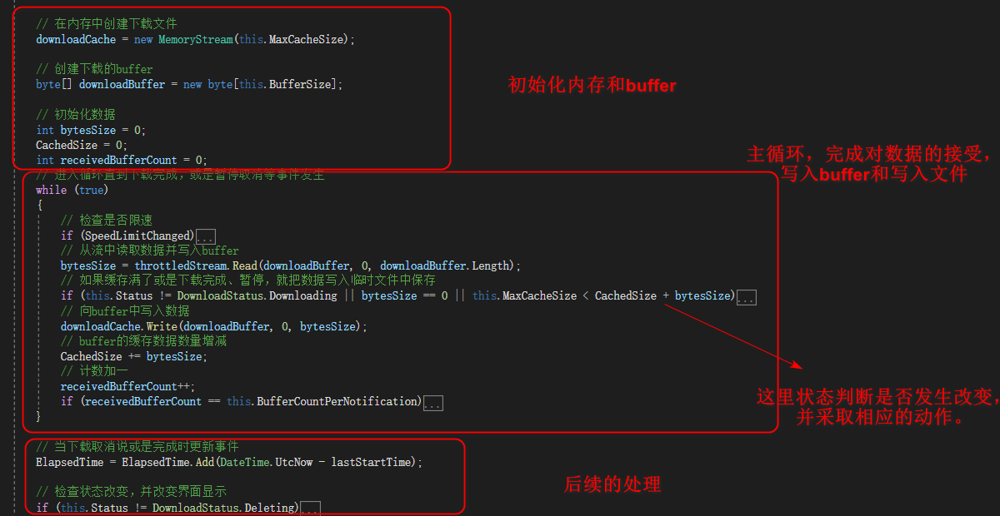 // 在内存中创建下载文件
downloadCache = new MemoryStream(this.MaxCacheSize);
// 创建下载的buffer
byte[] downloadBuffer = new byte[this.BufferSize];
初始化内存和buffer
// 初始化数据
int bytesSize = 0;
CachedSize = 0;
int receivedBufferCount = 0;
主循环，完成对数据的接受，
写入buffer和写入文件
// 进入循环直到下载完成，或是暂停取消等事件发生
while (true)
{
// 检查是否限速
if (SpeedLimitChanged)...
// 从流中读取数据并写入buffer
bytesSize = throttledStream.Read(downloadBuffer, 0, downloadBuffer.Length);
// 如果缓存满了或是下载完成、暂停，就把数据写入临时文件中保存
if (this.Status != DownloadStatus.Downloading || bytesSize == 0 || this.MaxCacheSize < CachedSize + bytesSize)...
// 向buffer中写入数据
downloadCache.Write(downloadBuffer, 0, bytesSize);
// buffer的缓存数据数量增减
CachedSize += bytesSize;
// 计数加一
receivedBufferCount++;
if (receivedBufferCount == this.BufferCountPerNotification)...
}
这里状态判断是否发生改变，
并采取相应的动作。
// 当下载取消说或是完成时更新事件
ElapsedTime = ElapsedTime.Add(DateTime.UtcNow - lastStartTime);
后续的处理
// 检查状态改变，并改变界面显示
if (this.Status != DownloadStatus.Deleting)...